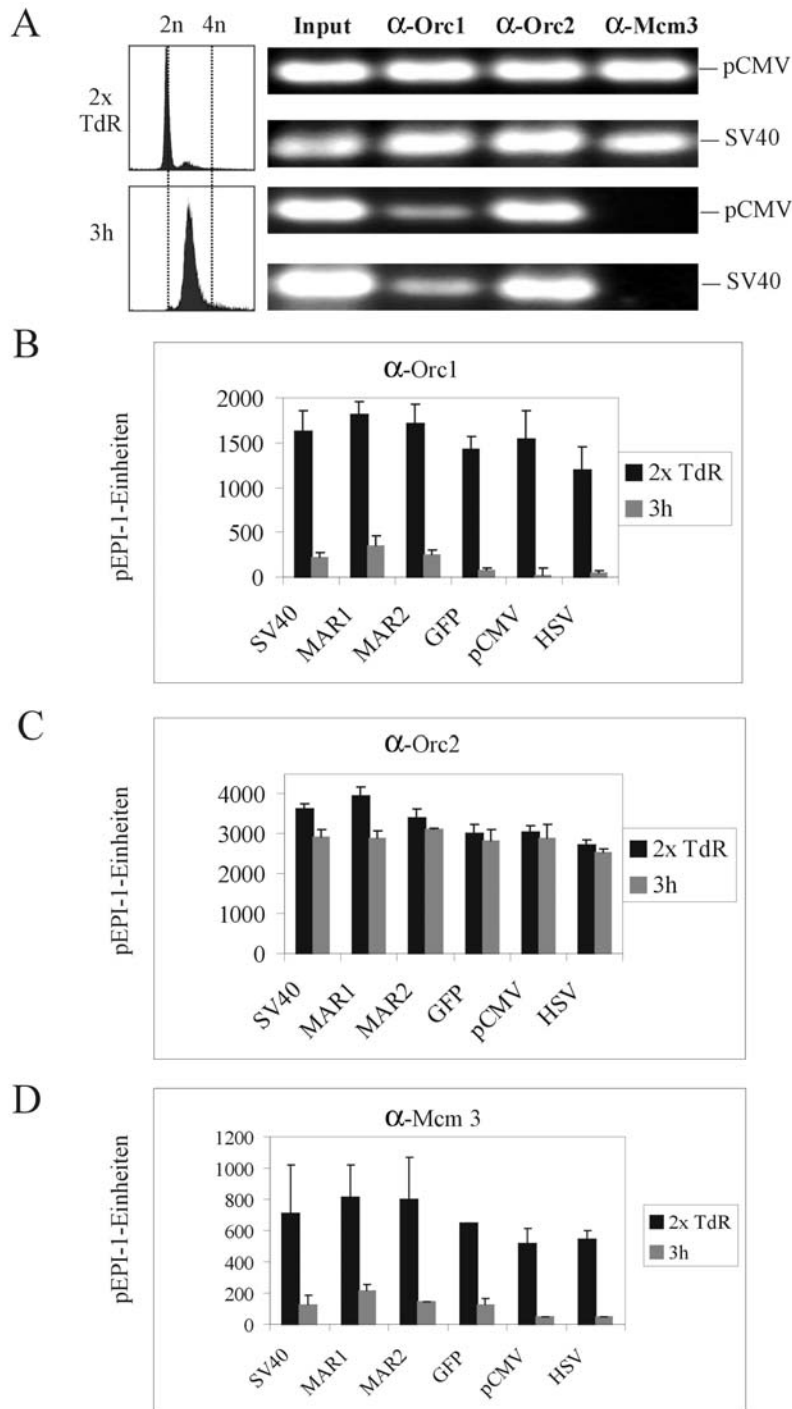 A
2n 4n
Input α-Orc1 α-Orc2 α-Mcm3
2x
TdR
pCMV
SV40
3h
pCMV
SV40
B
α-Orc1
pEPI-1-Einheiten
2000
1500
1000
500
0
SV40 MAR1 MAR2 GFP pCMV HSV
2x TdR
3h
C
α-Orc2
pEPI-1-Einheiten
4000
3000
2000
1000
0
SV40 MAR1 MAR2 GFP pCMV HSV
2x TdR
3h
D
α-Mcm 3
pEPI-1-Einheiten
1200
1000
800
600
400
200
0
SV40 MAR1 MAR2 GFP pCMV HSV
2x TdR
3h